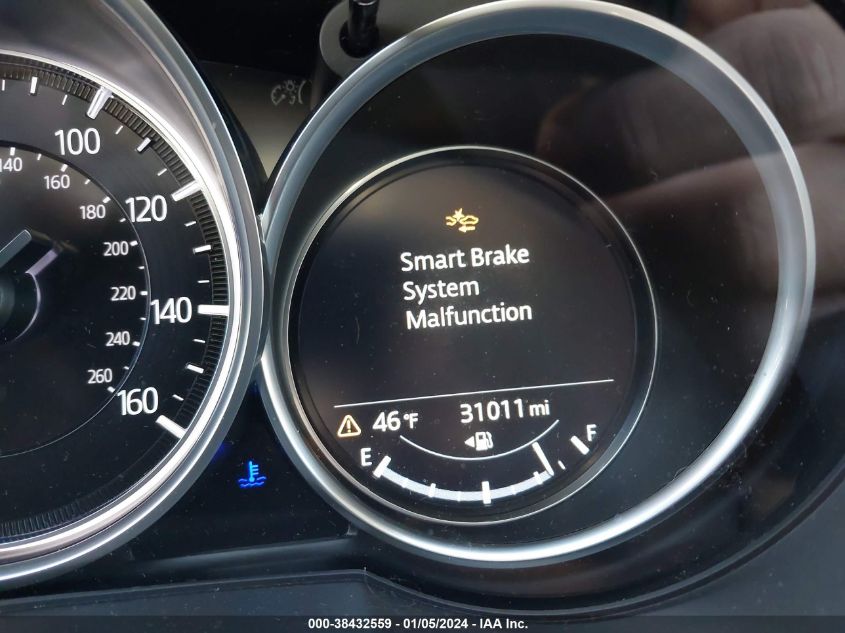 100
120
140
160
140
160
180
200
220
240
260
Smart Brake
System
Malfunction
46°F 31011 mi
E F
000-38432559 - 01/05/2024 - IAA Inc.